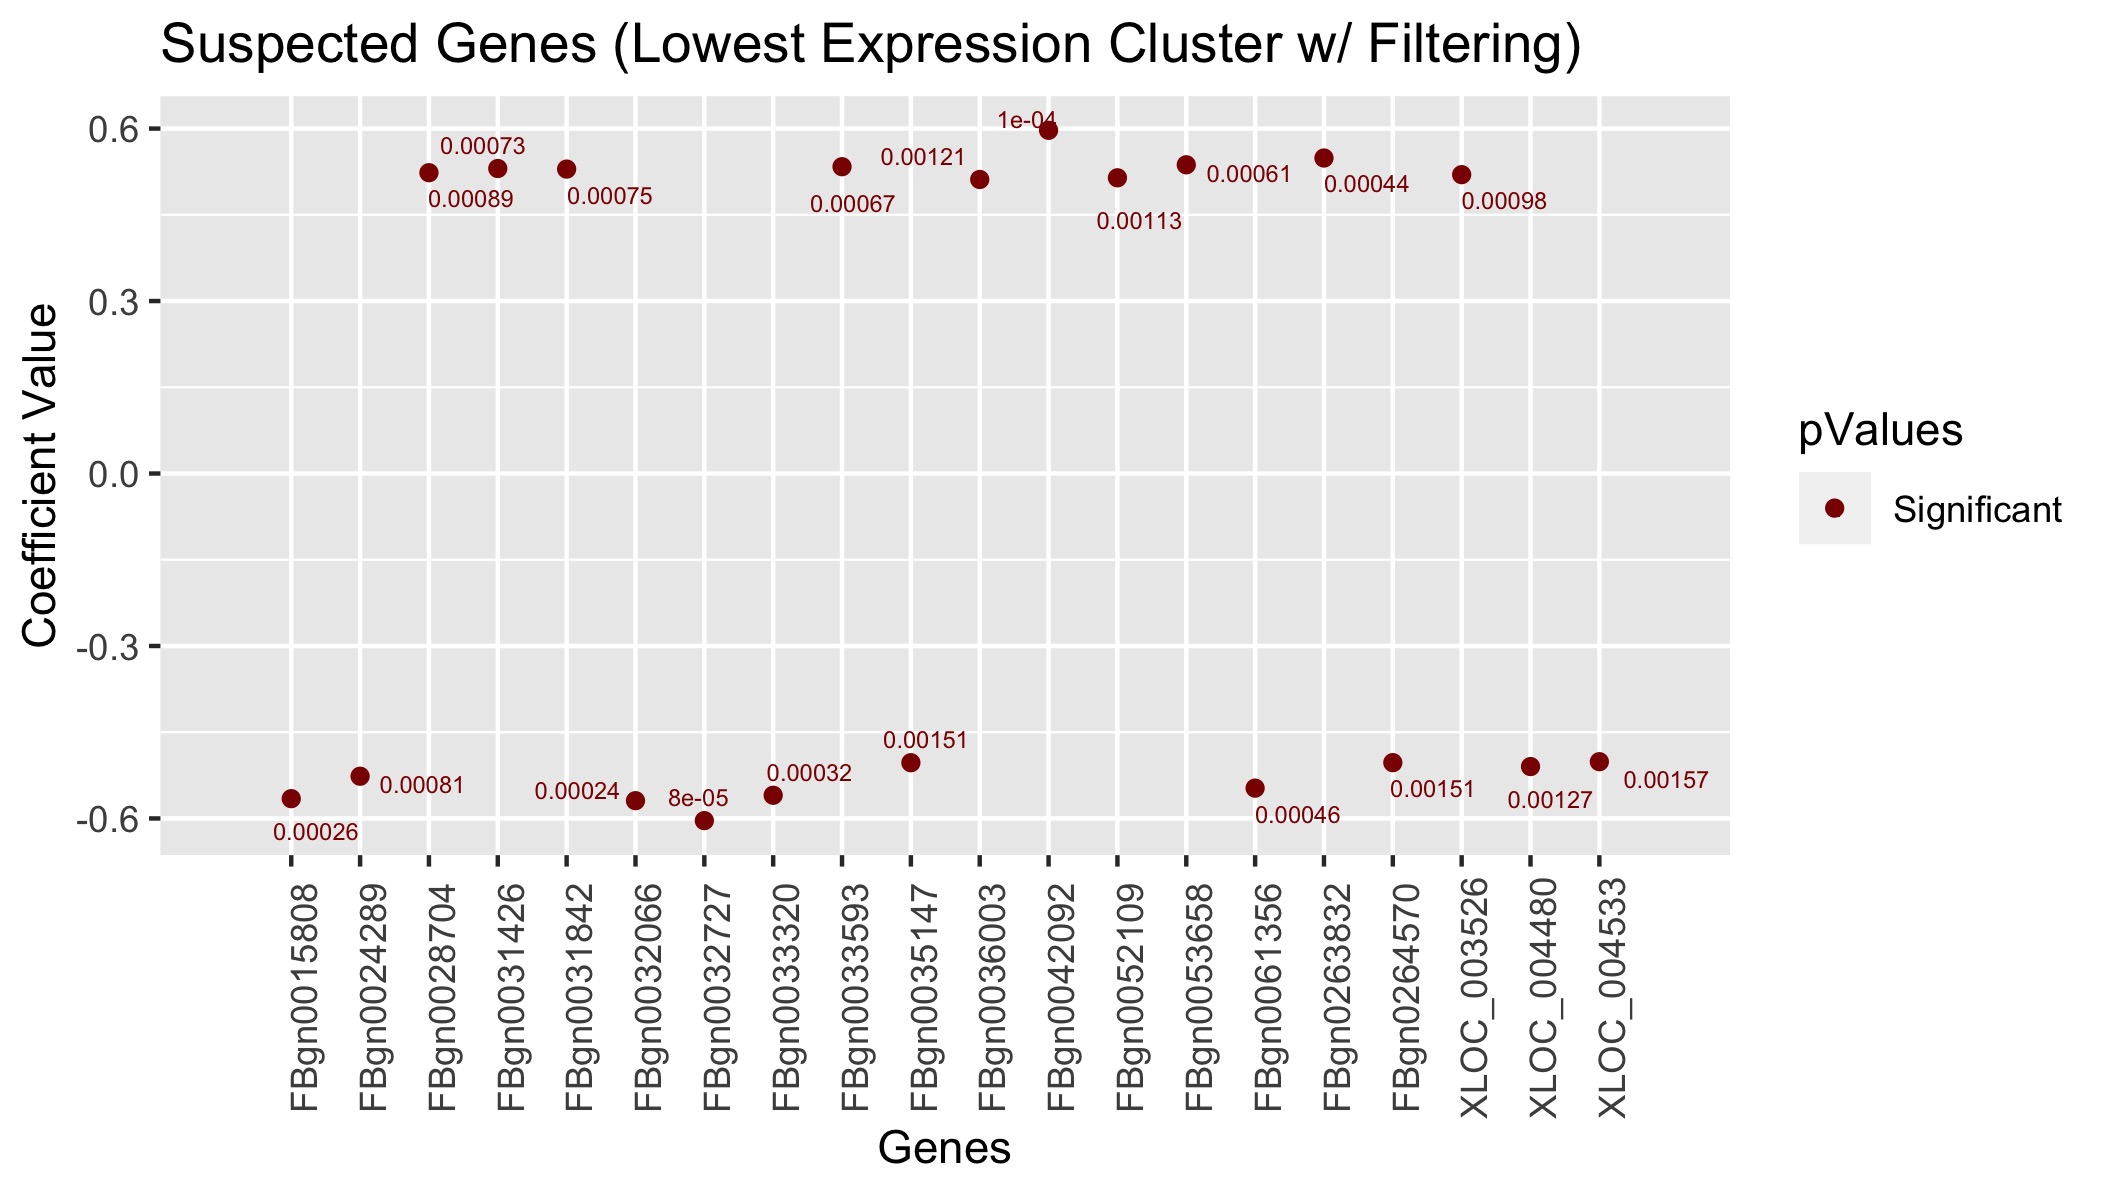 Suspected Genes (Lowest Expression Cluster w/ Filtering)
Coefficient Value
0.6
0.3
0.0
-0.3
-0.6
1e-04
0.00073
0.00121
0.00061
0.00044
0.00075
0.00089
0.00098
0.00067
0.00113
0.00151
0.00032
0.00157
0.00081
0.00151
0.00024
8e-05
0.00127
0.00046
0.00026
FBgn0015808
FBgn0024289
FBgn0028704
FBgn0031426
FBgn0031842
FBgn0032066
FBgn0032727
FBgn0033320
FBgn0033593
FBgn0035147
FBgn0036003
FBgn0042092
FBgn0052109
FBgn0053658
FBgn0061356
FBgn0263832
FBgn0264570
XLOC_003526
XLOC_004480
XLOC_004533
Genes
pValues
Significant